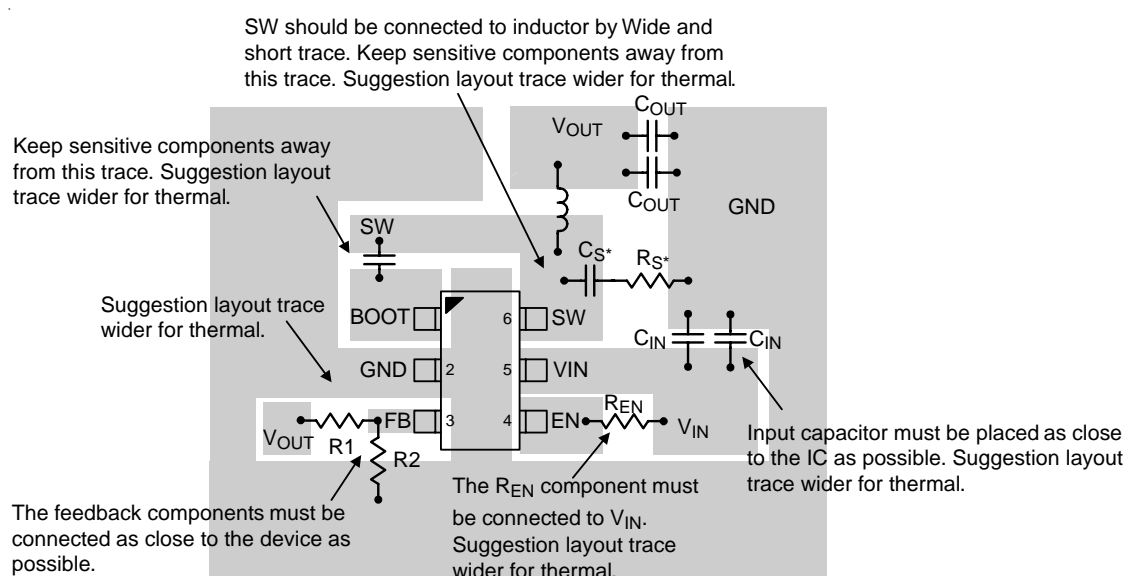 SW should be connected to inductor by Wide and
short trace. Keep sensitive components away from
this trace. Suggestion layout trace wider for thermal.
COUT
VOUT
COUT
GND
Keep sensitive components away
from this trace. Suggestion layout
trace wider for thermal.
SW
CS*
RS*
Suggestion layout trace
wider for thermal.
BOOT
6
SW
CIN
CIN
GND
2
5
VIN
FB
3
4
EN
REN
VIN
VOUT
R1
R2
Input capacitor must be placed as close
to the IC as possible. Suggestion layout
trace wider for thermal.
The REN component must
be connected to VIN.
Suggestion layout trace
wider for thermal.
The feedback components must be
connected as close to the device as
possible.